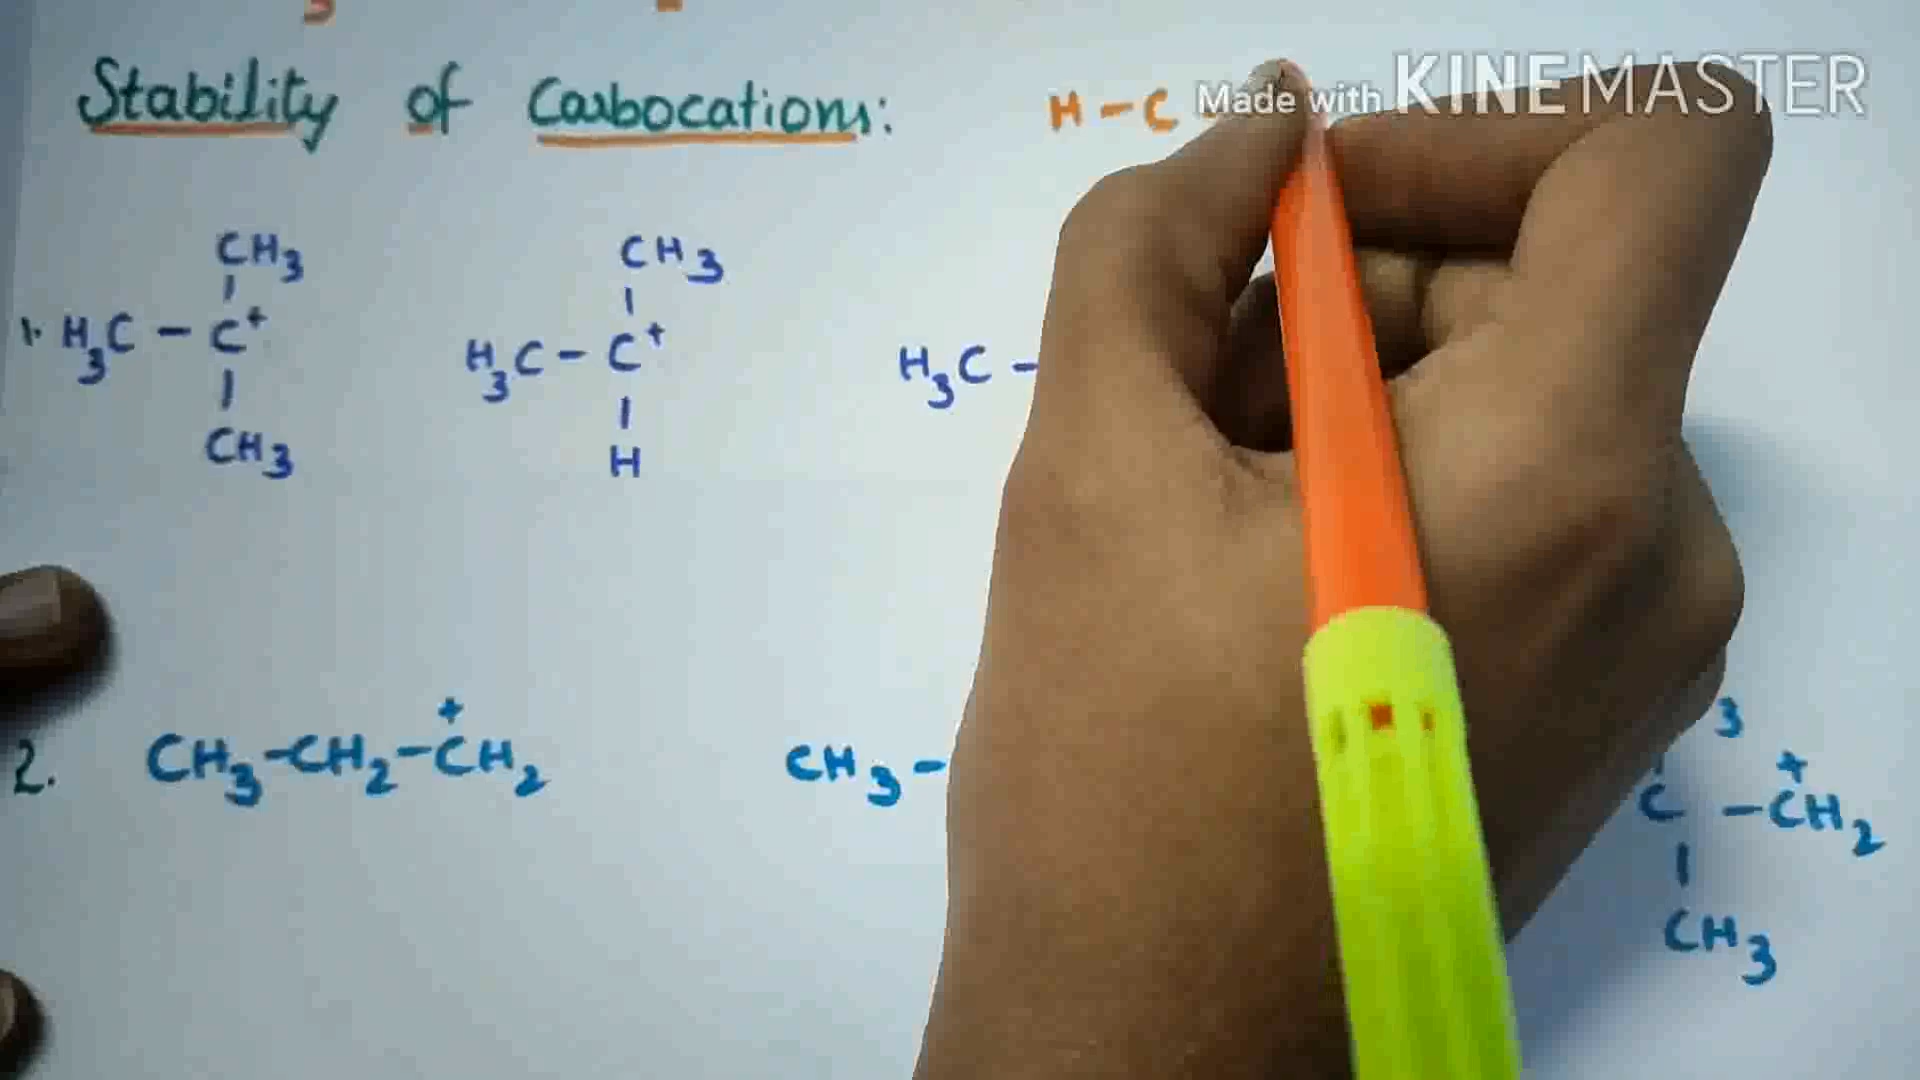 Stability of Carbocations:
H-C
Made with KINEMASTER
CH3 CH3
1. H3C - C+ H3C - C+ H3C -
CH3 H
3
2. CH3-CH2-CH2 + CH3- C -CH2 +
CH3